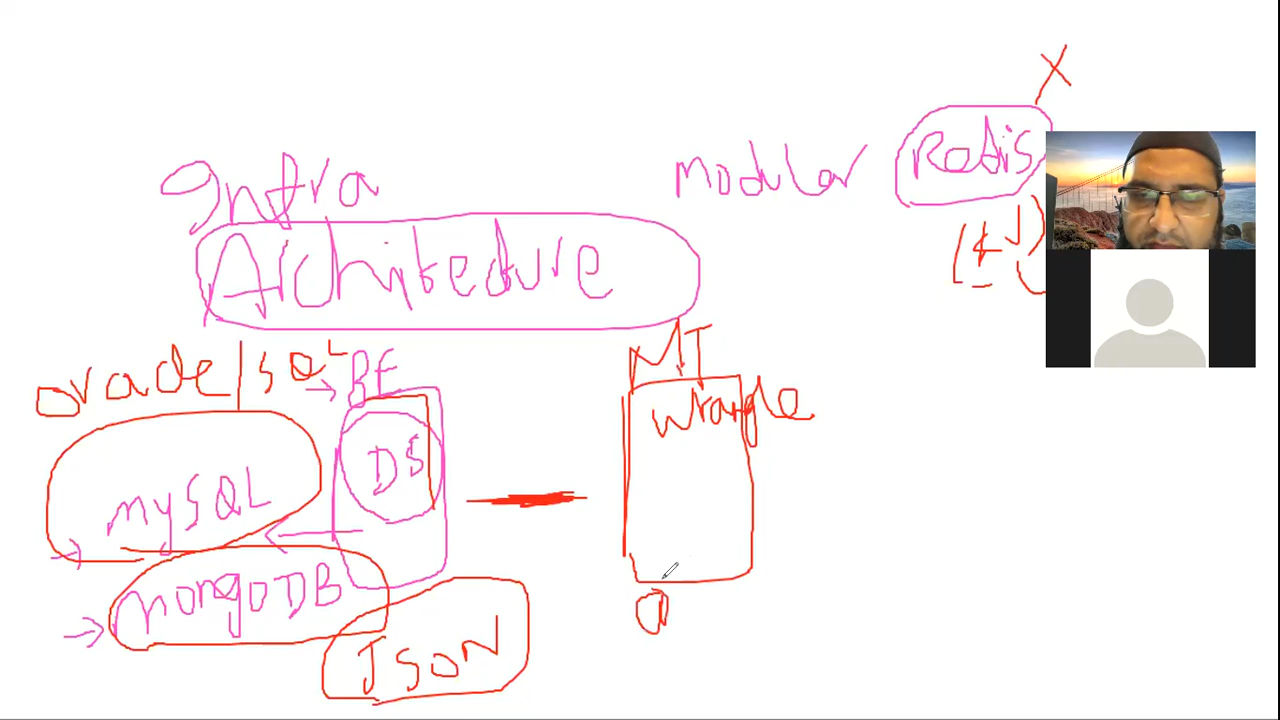 X
Modular Redis
Infra
Architecture
MT
Oracle/SQL
BE
Wrangle
DS
MySQL
MongoDB
JSON